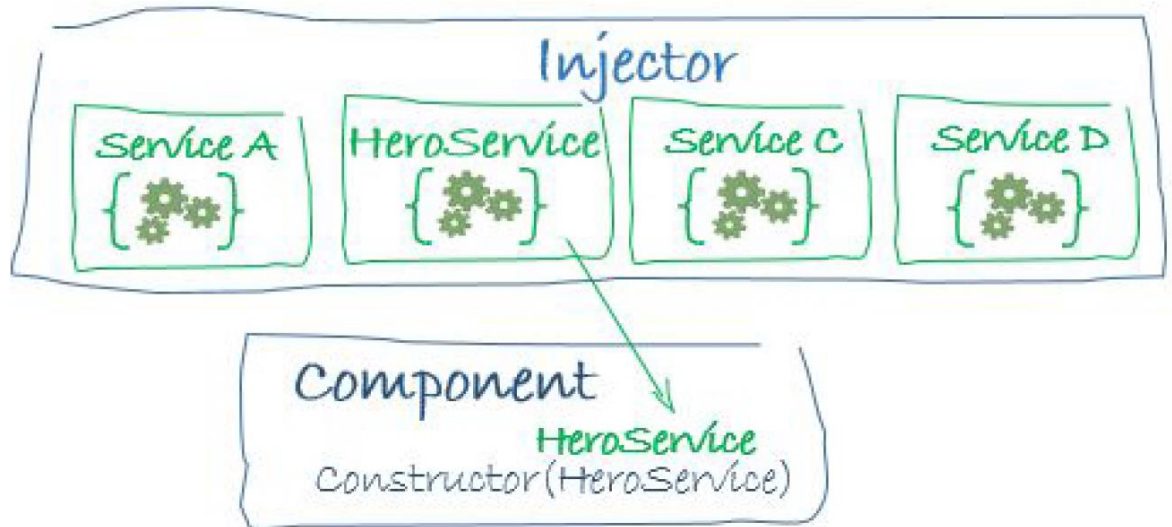 Injector
Service A
HeroService
Service C
Service D
Component
HeroService
Constructor(HeroService)